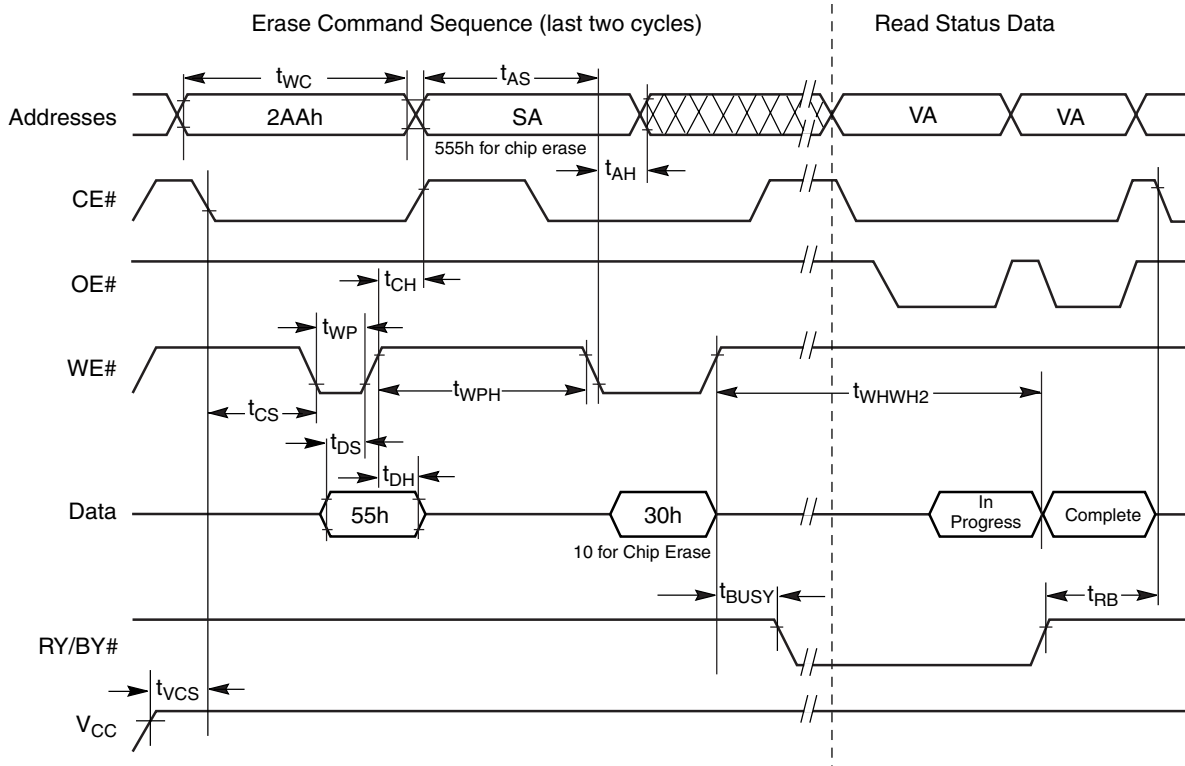 Erase Command Sequence (last two cycles)
Read Status Data
tWC
tAS
Addresses
2AAh
SA
VA
VA
555h for chip erase
tAH
CE#
tCH
OE#
tWP
WE#
tWPH
tWHWH2
tCS
tDS
tDH
Data
55h
30h
In
Progress
Complete
10 for Chip Erase
tBUSY
tRB
RY/BY#
tVCS
VCC